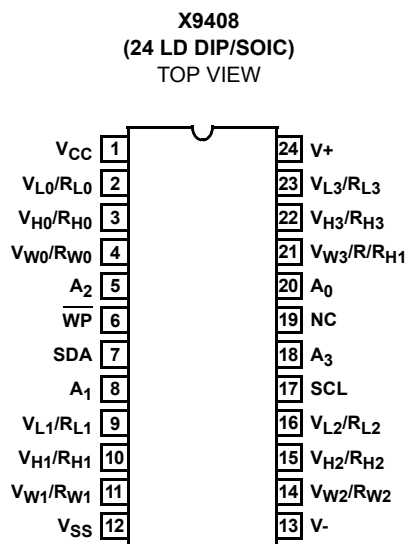 X9408
(24 LD DIP/SOIC)
TOP VIEW
VCC 1 24 V+
VL0/RL0 2 23 VL3/RL3
VH0/RH0 3 22 VH3/RH3
VW0/RW0 4 21 VW3/R/RH1
A2 5 20 A0
WP 6 19 NC
SDA 7 18 A3
A1 8 17 SCL
VL1/RL1 9 16 VL2/RL2
VH1/RH1 10 15 VH2/RH2
VW1/RW1 11 14 VW2/RW2
VSS 12 13 V-